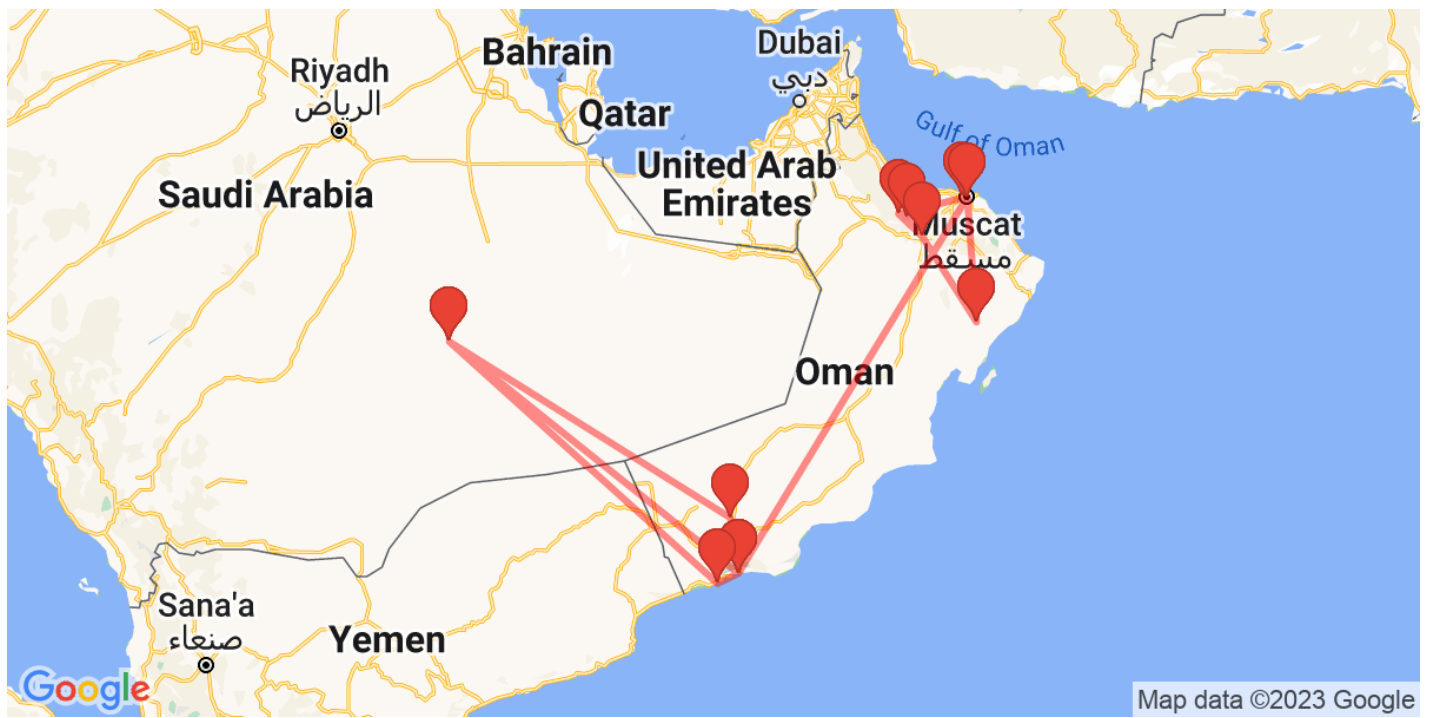 Bahrain
Dubai
دبي
Riyadh
الرياض
Qatar
Gulf of Oman
United Arab
Emirates
Saudi Arabia
Muscat
مسقط
Oman
Sana'a
صنعاء
Yemen
Google
Map data ©2023 Google